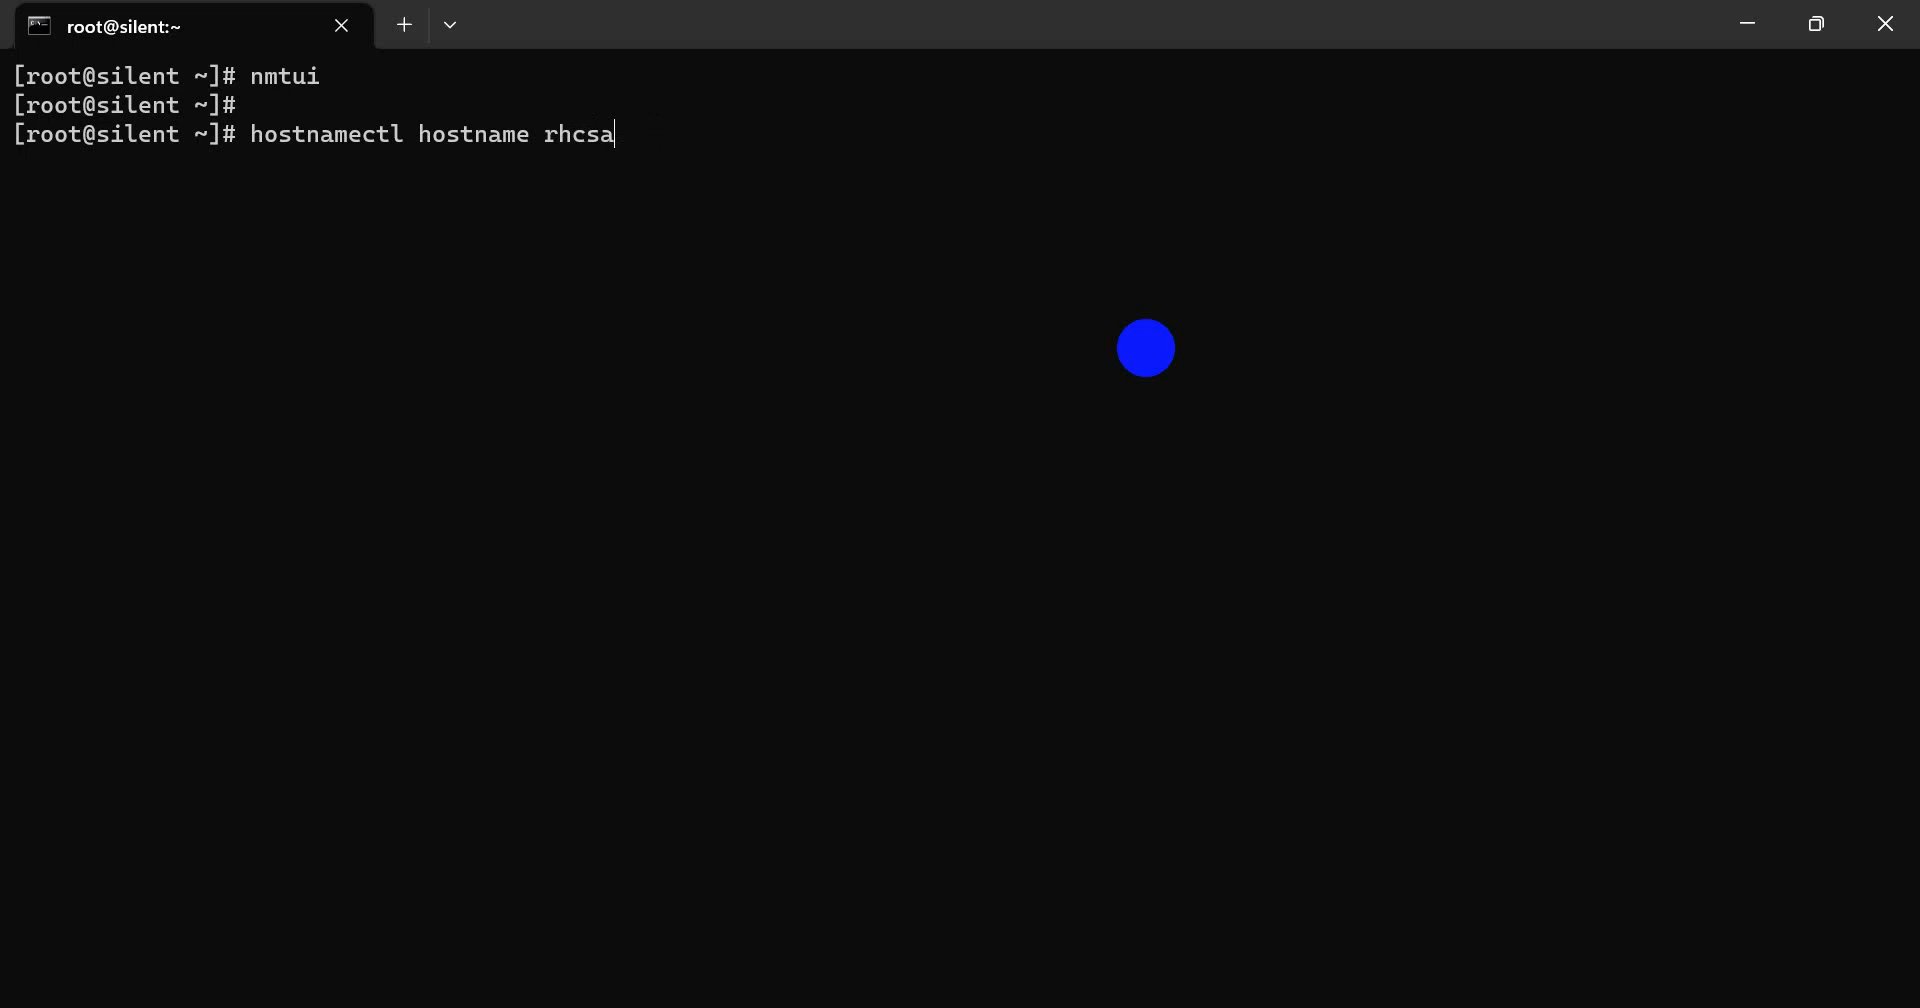 root@silent:~
[root@silent ~]# nmtui
[root@silent ~]#
[root@silent ~]# hostnamectl hostname rhcsa